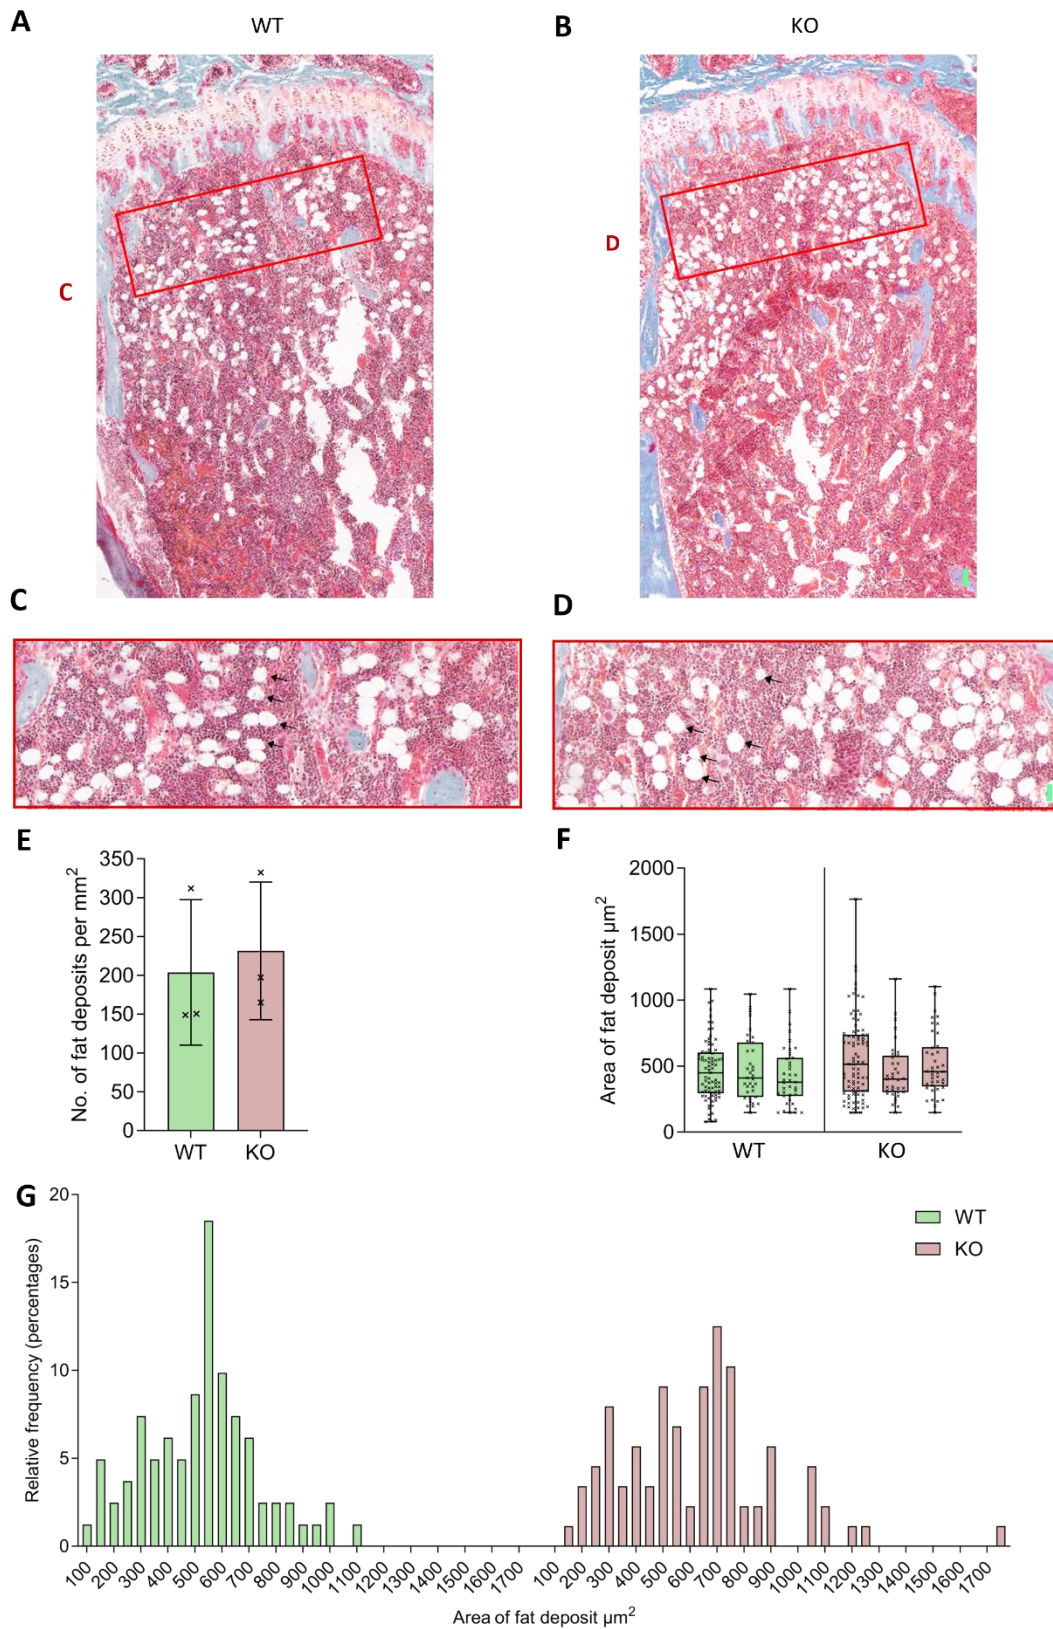 A
WT
B
KO
C
D
C
D
E
No. of fat deposits per mm²
350
300
250
200
150
100
50
0
WT
KO
F
Area of fat deposit µm²
2000
1500
1000
500
0
WT
KO
G
Relative frequency (percentages)
20
15
10
5
0
WT
KO
100 200 300 400 500 600 700 800 900 1000 1100 1200 1300 1400 1500 1600 1700 100 200 300 400 500 600 700 800 900 1000 1100 1200 1300 1400 1500 1600 1700
Area of fat deposit µm²